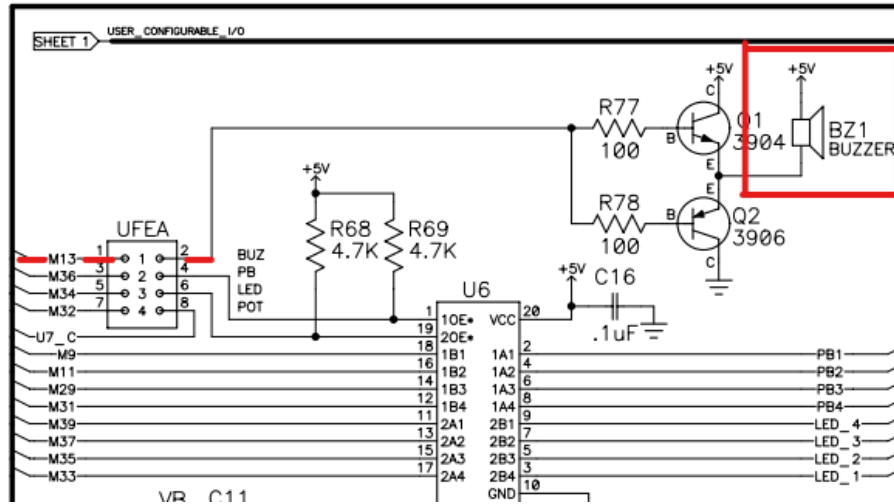 SHEET 1
USER_CONFIGURABLE_I/O
+5V
+5V
C
R77
Q1
BZ1
100
B
3904
BUZZER
E
+5V
E
UFEA
R68
R69
R78
B
Q2
4.7K
4.7K
100
3906
C
M13 1 1 2 BUZ
M36 3 2 4 PB
M34 5 3 6 LED
M32 7 4 8 POT
+5V
C16
.1uF
U6
U7_C
1 1OE* VCC 20
19 2OE*
M9 18 1B1 1A1 2 PB1
M11 16 1B2 1A2 4 PB2
M29 14 1B3 1A3 6 PB3
M31 12 1B4 1A4 8 PB4
M39 11 2A1 2B1 9 LED_4
M37 13 2A2 2B2 7 LED_3
M35 15 2A3 2B3 5 LED_2
M33 17 2A4 2B4 3 LED_1
GND 10
VR C11